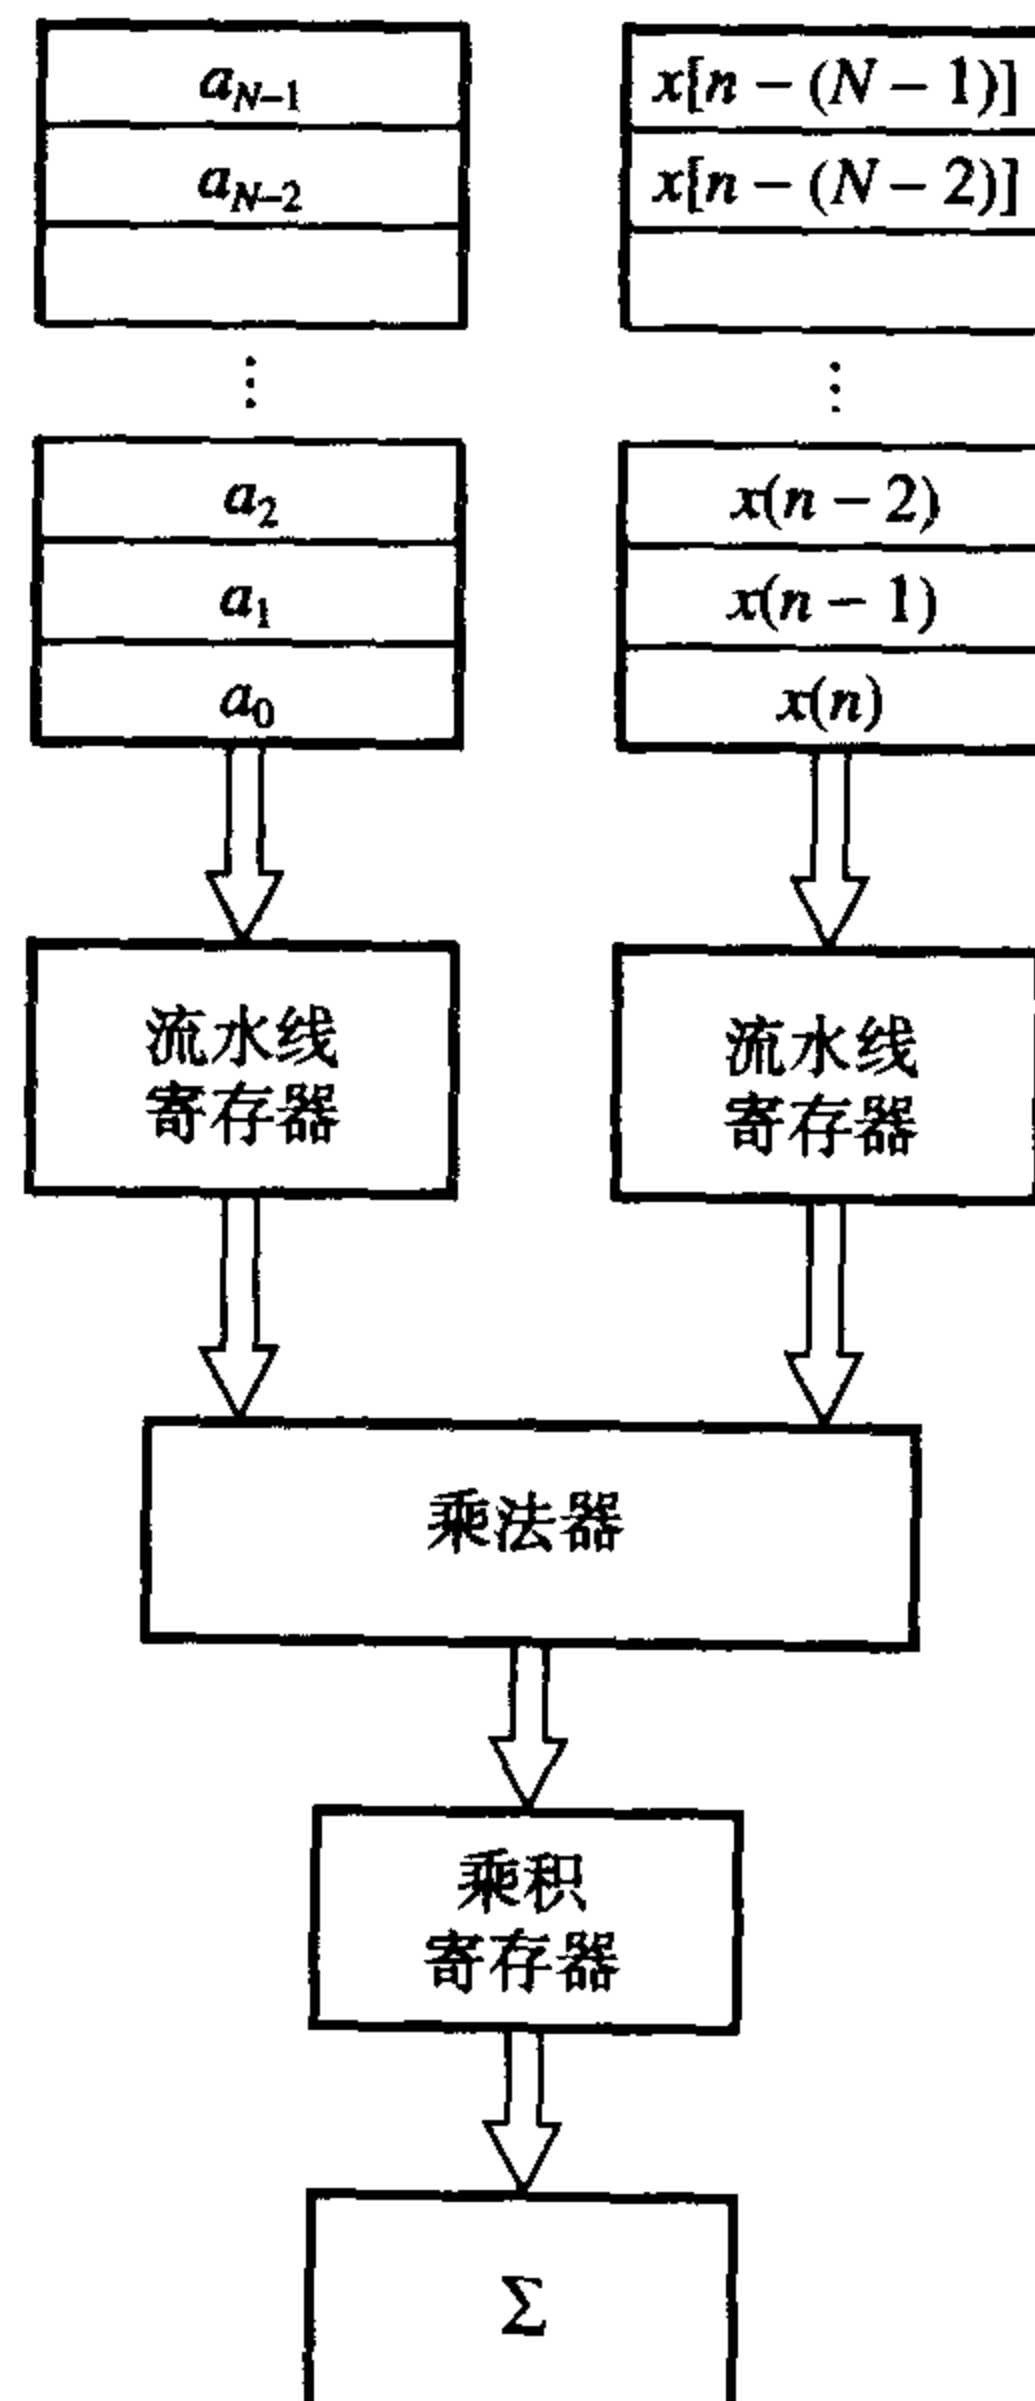 a_{N-1}
a_{N-2}
⋮
a_2
a_1
a_0
x[n-(N-1)]
x[n-(N-2)]
⋮
x(n-2)
x(n-1)
x(n)
流水线
寄存器
流水线
寄存器
乘法器
乘积
寄存器
Σ